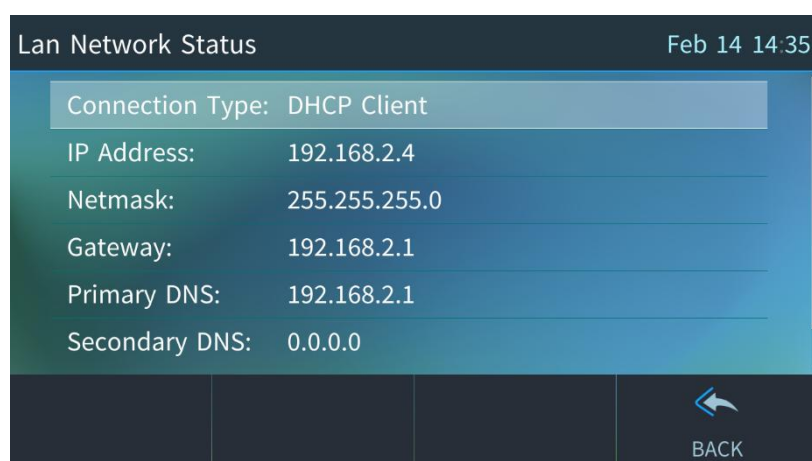 Lan Network Status Feb 14 14:35
Connection Type: DHCP Client
IP Address: 192.168.2.4
Netmask: 255.255.255.0
Gateway: 192.168.2.1
Primary DNS: 192.168.2.1
Secondary DNS: 0.0.0.0
BACK